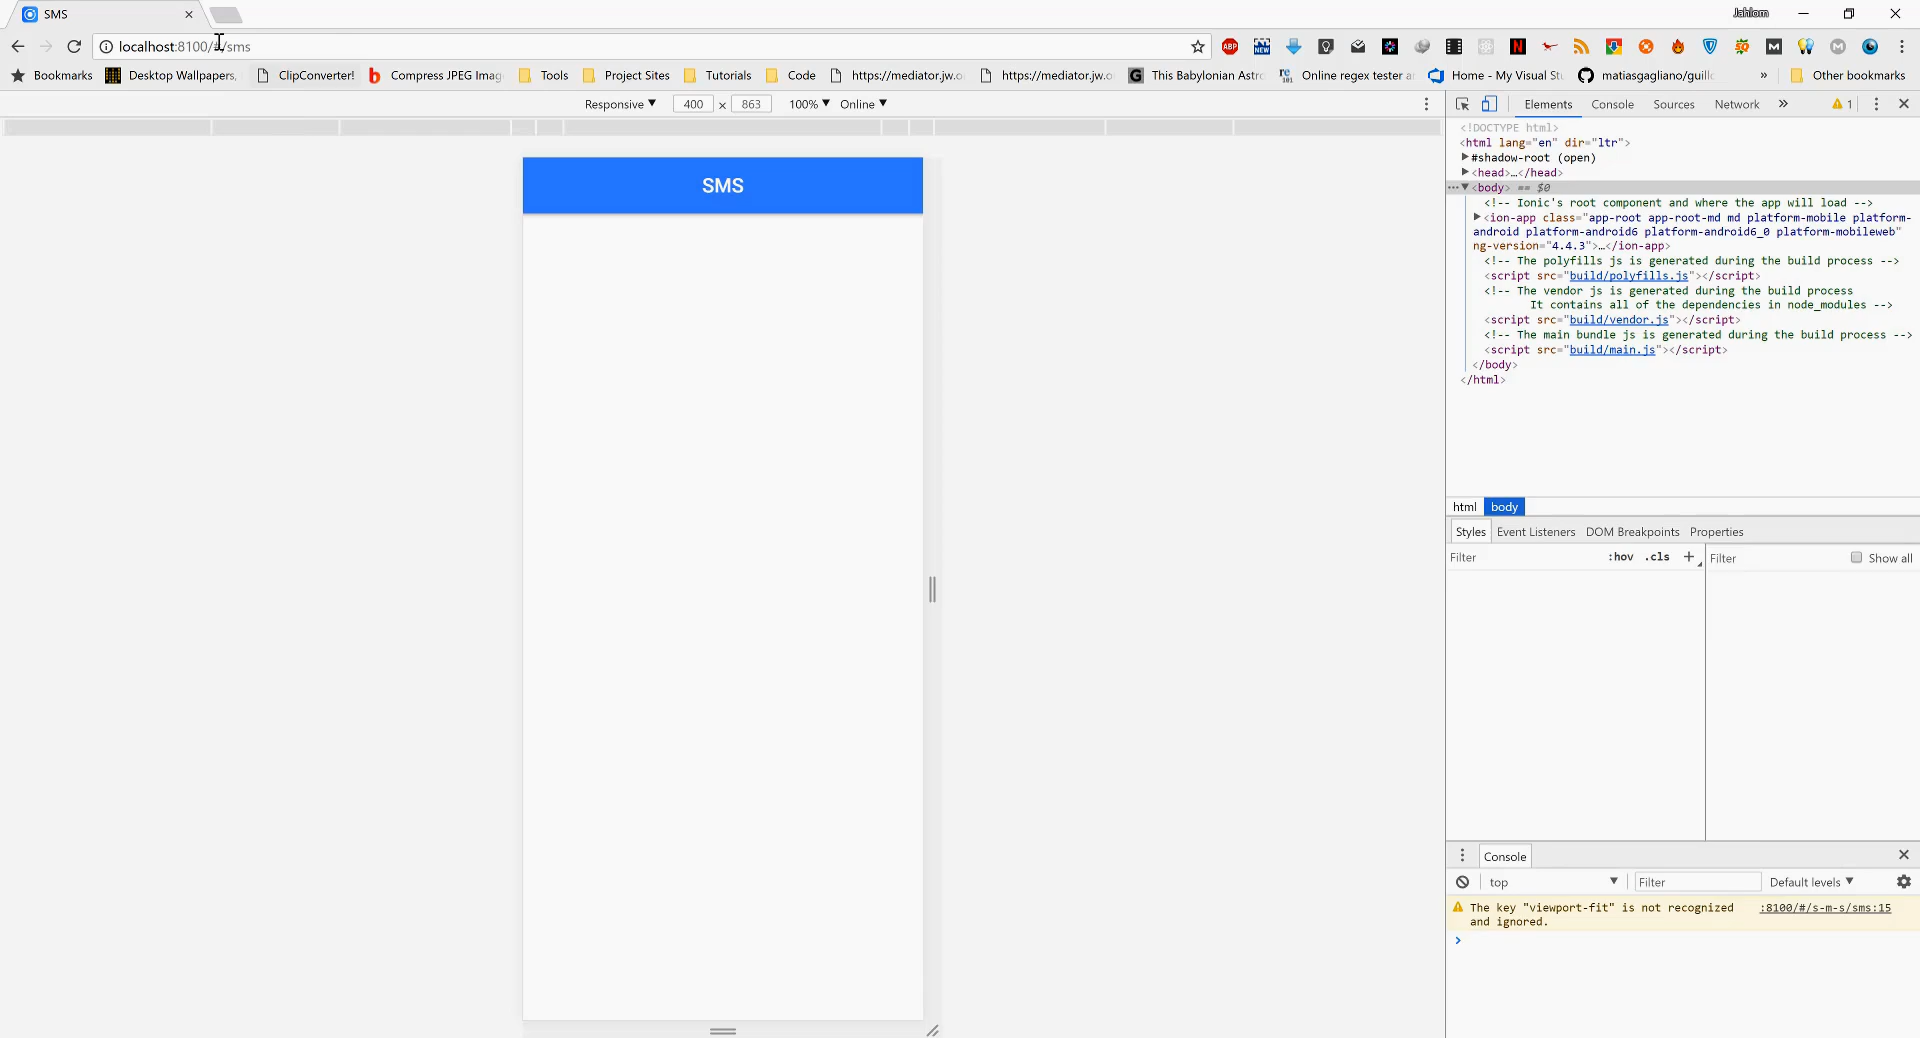 SMS
Jahlom
localhost:8100/#/sms
Bookmarks
Desktop Wallpapers,
ClipConverter!
Compress JPEG Imag
Tools
Project Sites
Tutorials
Code
https://mediator.jw.o
https://mediator.jw.o
This Babylonian Astro
Online regex tester a
Home - My Visual Stu
matiasgagliano/guillo
»
Other bookmarks
Responsive
400 x 863
100%
Online
Elements
Console
Sources
Network
»
1
SMS
<!DOCTYPE html>
<html lang="en" dir="ltr">
#shadow-root (open)
<head>…</head>
<body> == $0
<!-- Ionic's root component and where the app will load -->
<ion-app class="app-root app-root-md md platform-mobile platform-
android platform-android6 platform-android6_0 platform-mobileweb"
ng-version="4.4.3">…</ion-app>
<!-- The polyfills js is generated during the build process -->
<script src="build/polyfills.js"></script>
<!-- The vendor js is generated during the build process
It contains all of the dependencies in node_modules -->
<script src="build/vendor.js"></script>
<!-- The main bundle js is generated during the build process -->
<script src="build/main.js"></script>
</body>
</html>
html body
Styles Event Listeners DOM Breakpoints Properties
Filter :hov .cls +
Filter Show all
Console
top
Filter
Default levels
The key "viewport-fit" is not recognized :8100/#/s-m-s/sms:15
and ignored.